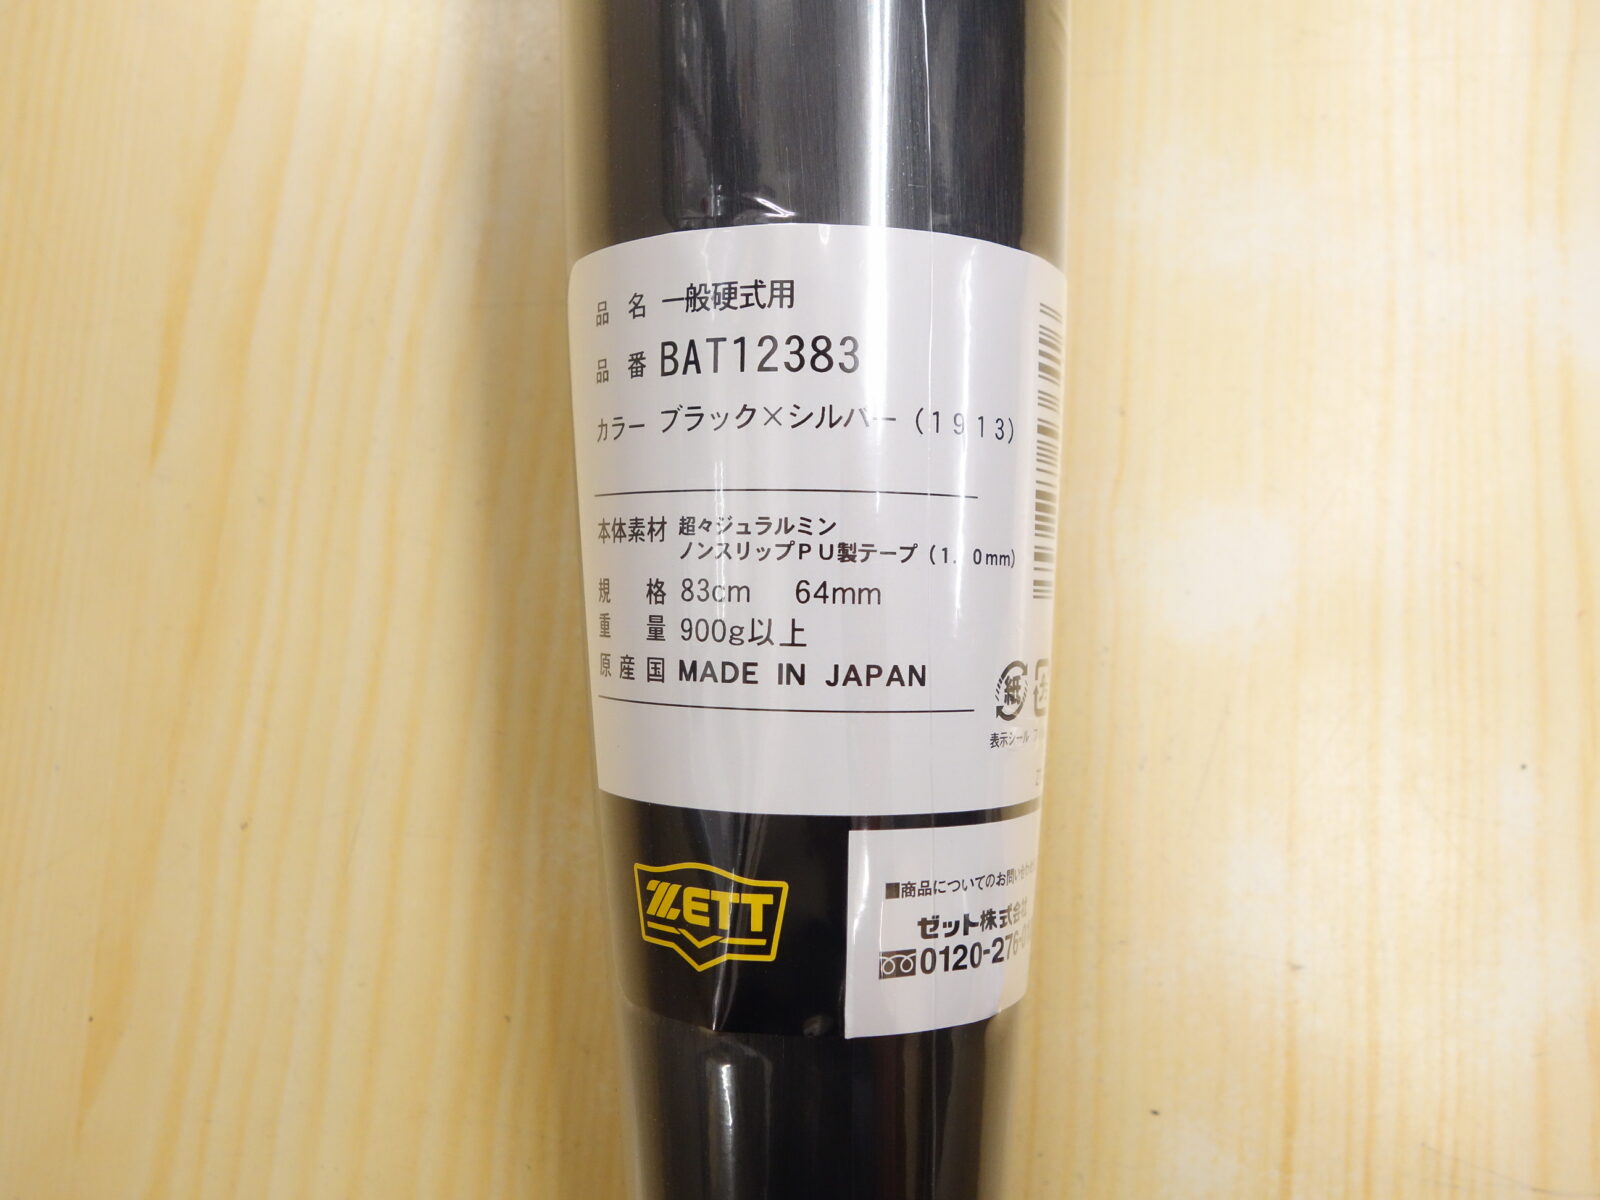 品名 一般硬式用
品番 BAT12383
カラー ブラック×シルバー(1913)
本体素材 超々ジュラルミン
ノンスリップPU製テープ(1.0mm)
規格 83cm 64mm
重量 900g以上
原産国 MADE IN JAPAN
紙
表示シール
ZETT
■商品についてのお問い
ゼット株式会社
0120-276-